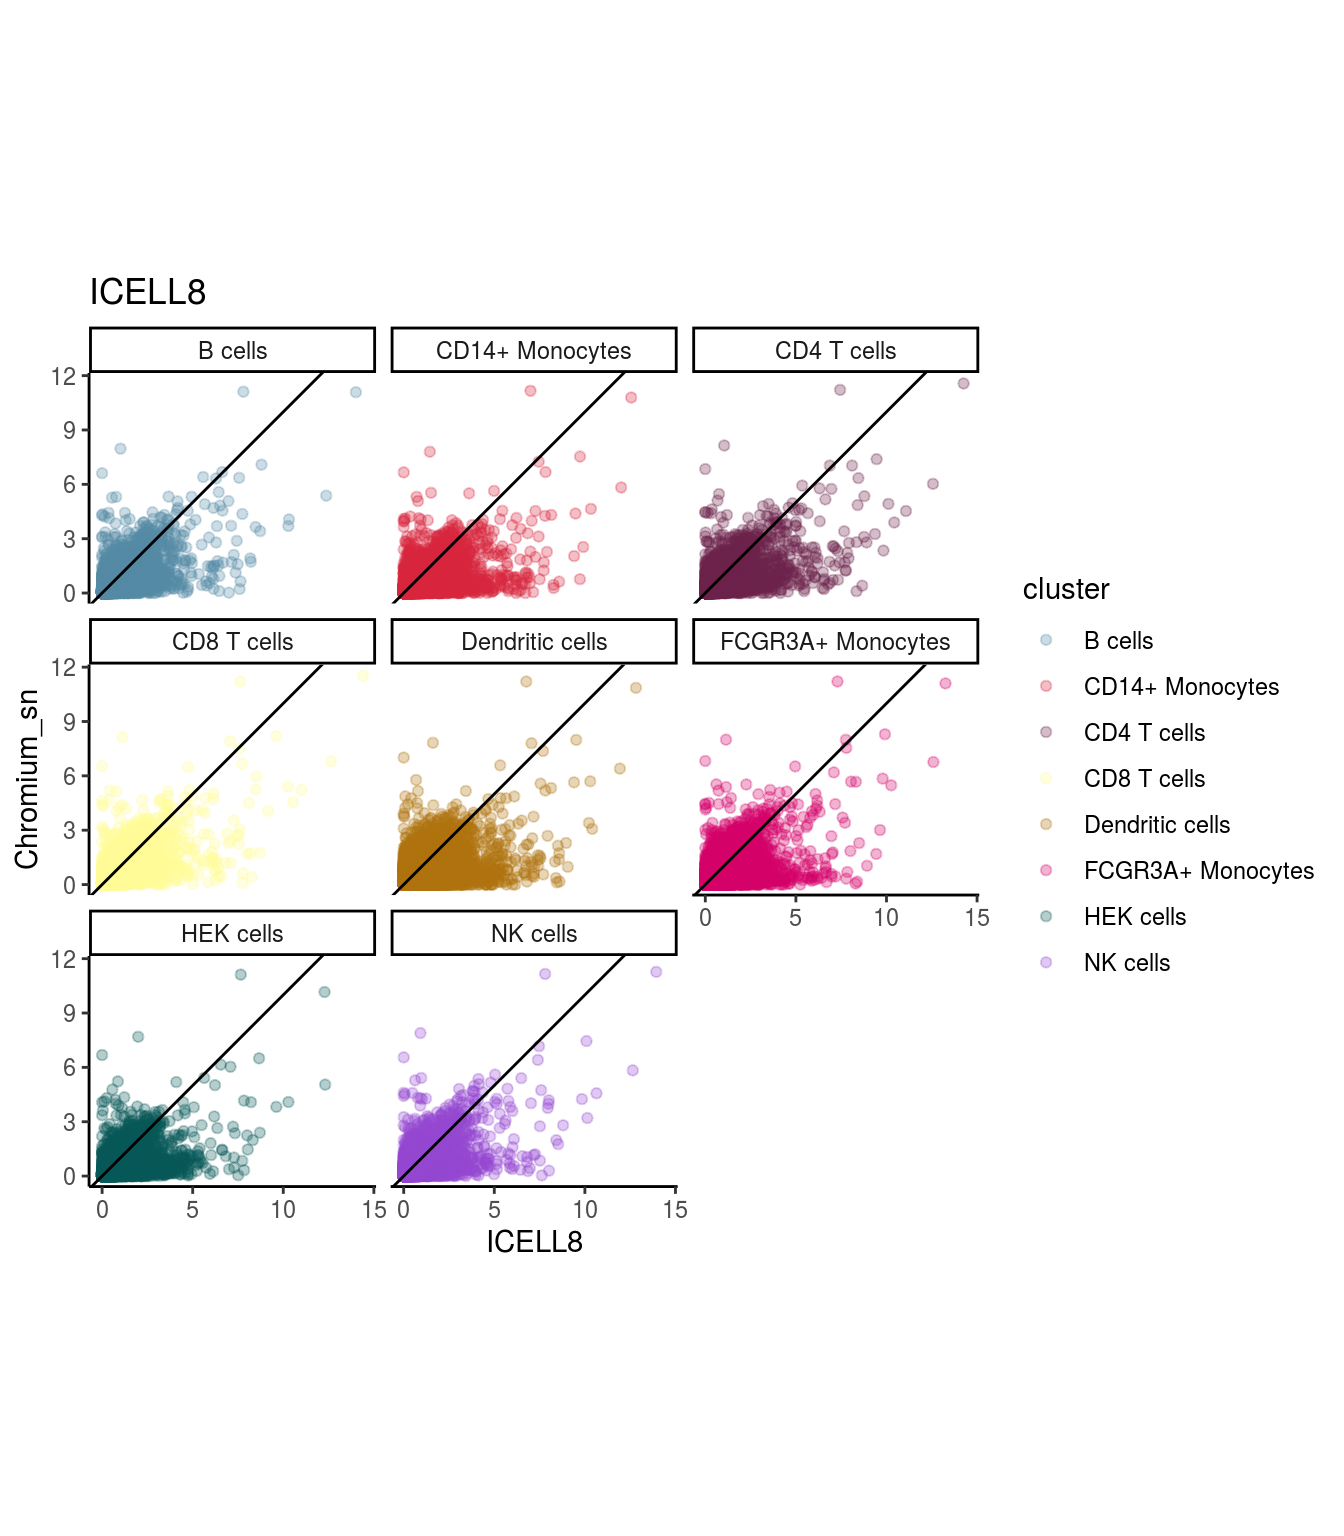 ICELL8
B cells
CD14+ Monocytes
CD4 T cells
12
9
6
3
0
CD8 T cells
Dendritic cells
FCGR3A+ Monocytes
12
9
6
3
0
0 5 10 15
HEK cells
NK cells
12
9
6
3
0
0 5 10 15
0 5 10 15
Chromium_sn
ICELL8
cluster
B cells
CD14+ Monocytes
CD4 T cells
CD8 T cells
Dendritic cells
FCGR3A+ Monocytes
HEK cells
NK cells